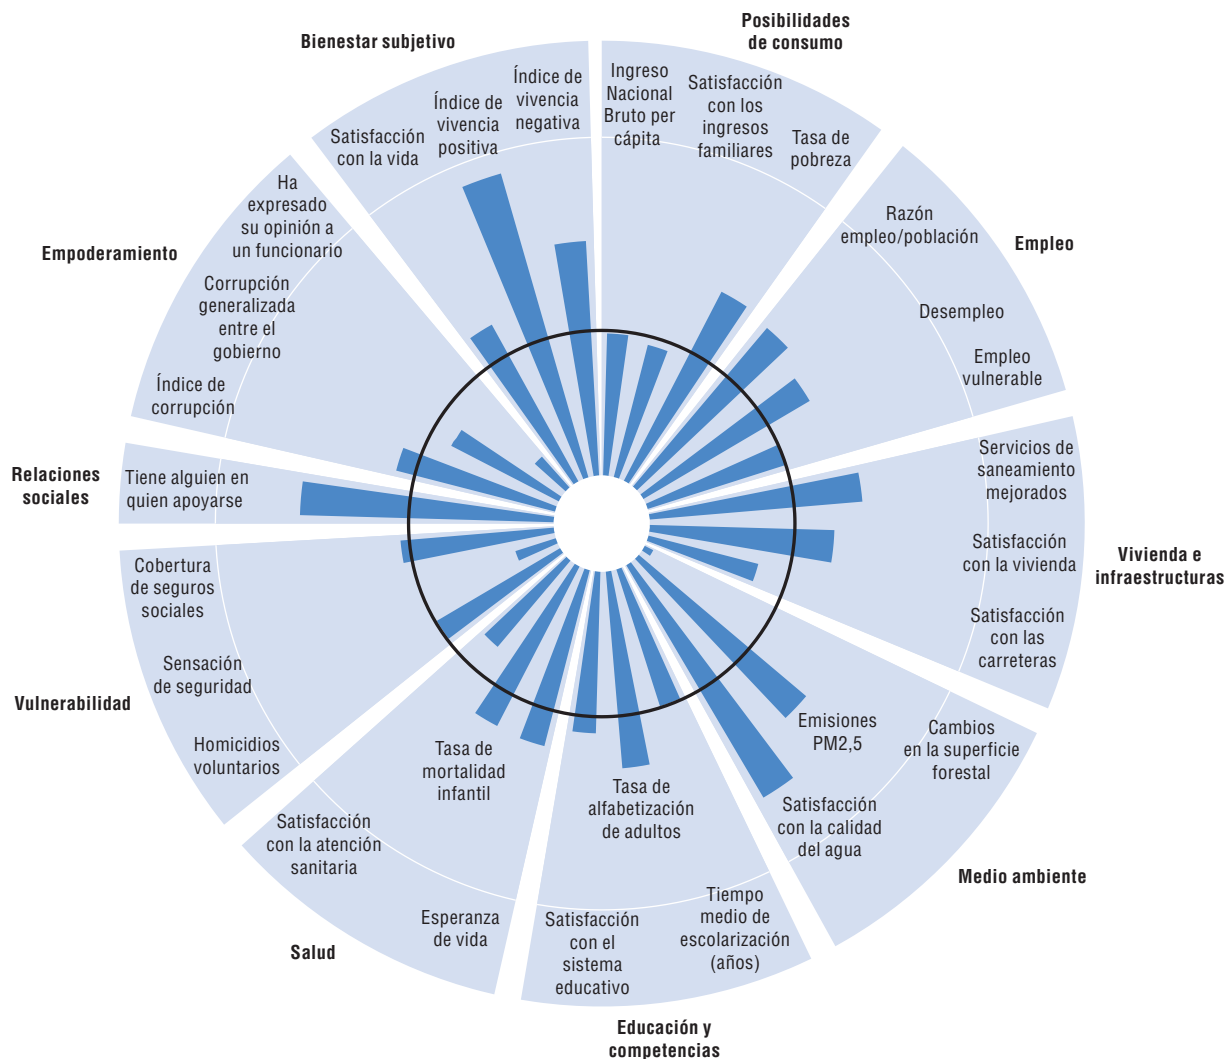 Posibilidades
de consumo
Ingreso
Nacional
Bruto per
cápita
Satisfacción
con los
ingresos
familiares
Tasa de
pobreza
Empleo
Razón
empleo/población
Desempleo
Empleo
vulnerable
Vivienda e
infraestructuras
Servicios de
saneamiento
mejorados
Satisfacción
con la vivienda
Satisfacción
con las
carreteras
Medio ambiente
Cambios
en la superficie
forestal
Emisiones
PM2,5
Satisfacción
con la calidad
del agua
Educación y
competencias
Tiempo
medio de
escolarización
(años)
Tasa de
alfabetización
de adultos
Satisfacción
con el
sistema
educativo
Salud
Esperanza
de vida
Tasa de
mortalidad
infantil
Satisfacción
con la atención
sanitaria
Vulnerabilidad
Homicidios
voluntarios
Sensación
de seguridad
Cobertura
de seguros
sociales
Relaciones
sociales
Tiene alguien en
quien apoyarse
Empoderamiento
Índice de
corrupción
Corrupción
generalizada
entre el
gobierno
Ha
expresado
su opinión a
un funcionario
Bienestar subjetivo
Satisfacción
con la vida
Índice de
vivencia
positiva
Índice de
vivencia
negativa